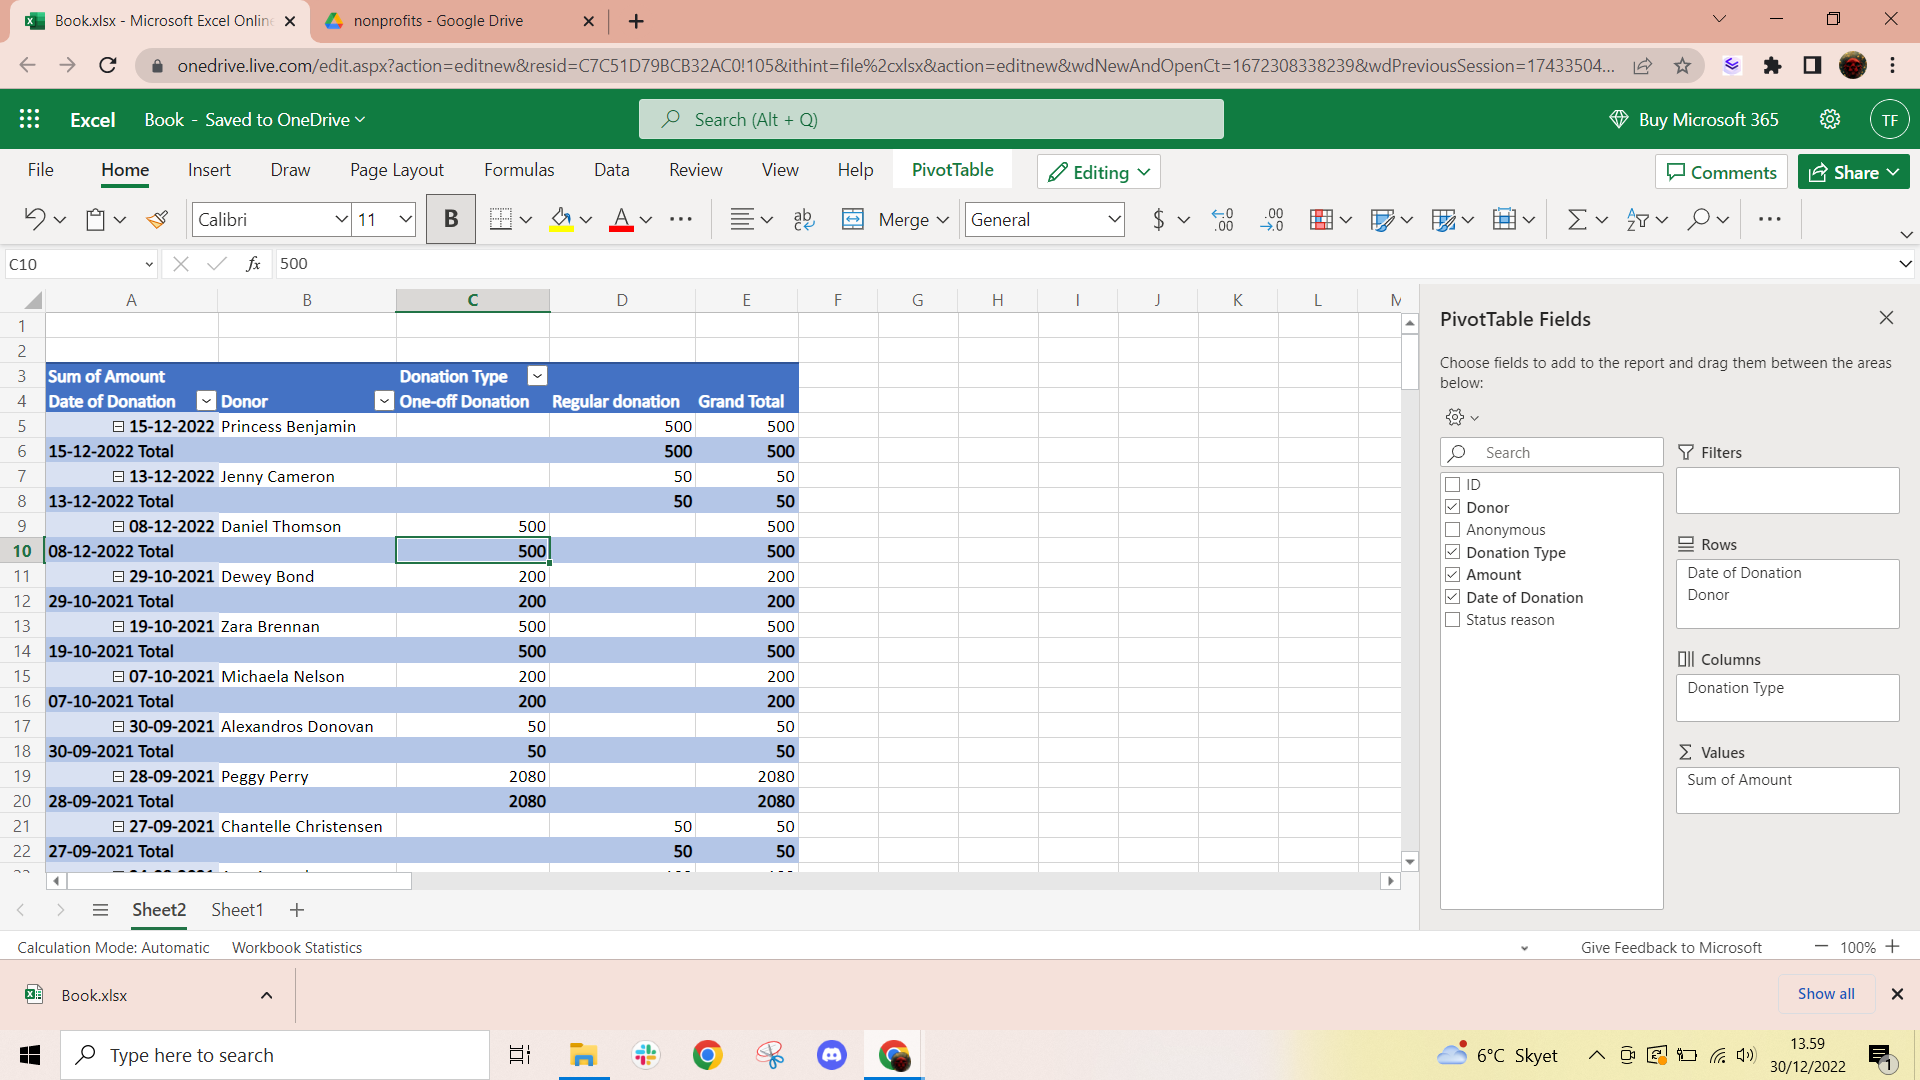 Book.xlsx - Microsoft Excel Online
nonprofits - Google Drive
onedrive.live.com/edit.aspx?action=editnew&resid=C7C51D79BCB32AC0!105&ithint=file%2cxlsx&action=editnew&wdNewAndOpenCt=1672308338239&wdPreviousSession=17433504...
Excel Book - Saved to OneDrive
Search (Alt + Q)
Buy Microsoft 365
TF
File Home Insert Draw Page Layout Formulas Data Review View Help PivotTable Editing Comments Share
Calibri 11 B Merge General $
C10 fx 500
A B C D E F G H I J K L
1
2
3 Sum of Amount Donation Type
4 Date of Donation Donor One-off Donation Regular donation Grand Total
5 15-12-2022 Princess Benjamin 500 500
6 15-12-2022 Total 500 500
7 13-12-2022 Jenny Cameron 50 50
8 13-12-2022 Total 50 50
9 08-12-2022 Daniel Thomson 500 500
10 08-12-2022 Total 500 500
11 29-10-2021 Dewey Bond 200 200
12 29-10-2021 Total 200 200
13 19-10-2021 Zara Brennan 500 500
14 19-10-2021 Total 500 500
15 07-10-2021 Michaela Nelson 200 200
16 07-10-2021 Total 200 200
17 30-09-2021 Alexandros Donovan 50 50
18 30-09-2021 Total 50 50
19 28-09-2021 Peggy Perry 2080 2080
20 28-09-2021 Total 2080 2080
21 27-09-2021 Chantelle Christensen 50 50
22 27-09-2021 Total 50 50
PivotTable Fields
Choose fields to add to the report and drag them between the areas
below:
Search
ID
Donor
Anonymous
Donation Type
Amount
Date of Donation
Status reason
Filters
Rows
Date of Donation
Donor
Columns
Donation Type
Values
Sum of Amount
Sheet2 Sheet1
Calculation Mode: Automatic Workbook Statistics
Give Feedback to Microsoft
100%
Book.xlsx
Show all
Type here to search
6°C Skyet
13.59
30/12/2022
1